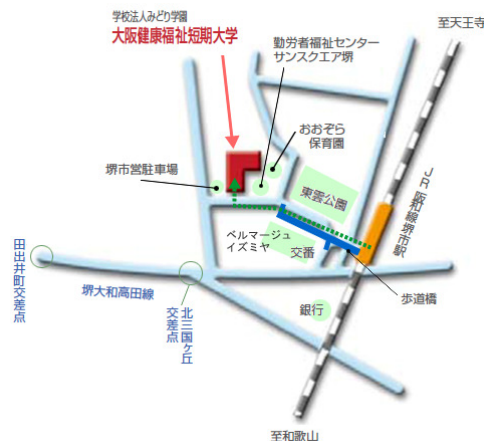 学校法人みどり学園
大阪健康福祉短期大学
至天王寺
勤労者福祉センター
サンスクエア堺
おおぞら
保育園
堺市営駐車場
東雲公園
JR阪和線堺市駅
ベルマージュ
イズミヤ
交番
歩道橋
田出井町交差点
堺大和高田線
北三国ヶ丘
交差点
銀行
至和歌山